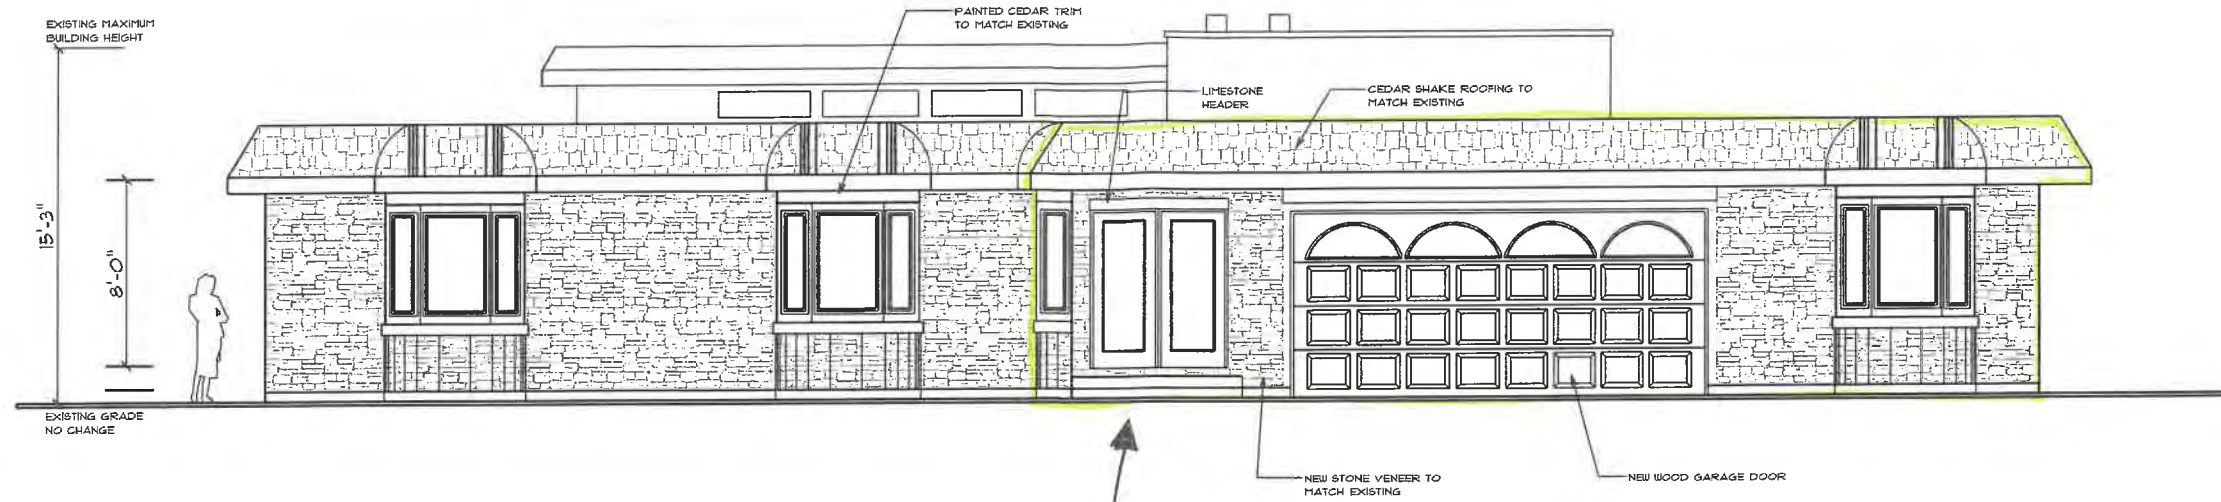 EXISTING MAXIMUM
BUILDING HEIGHT
PAINTED CEDAR TRIM
TO MATCH EXISTING
LIMESTONE
HEADER
CEDAR SHAKE ROOFING TO
MATCH EXISTING
15'-3"
8'-0"
EXISTING GRADE
NO CHANGE
NEW STONE VENEER TO
MATCH EXISTING
NEW WOOD GARAGE DOOR